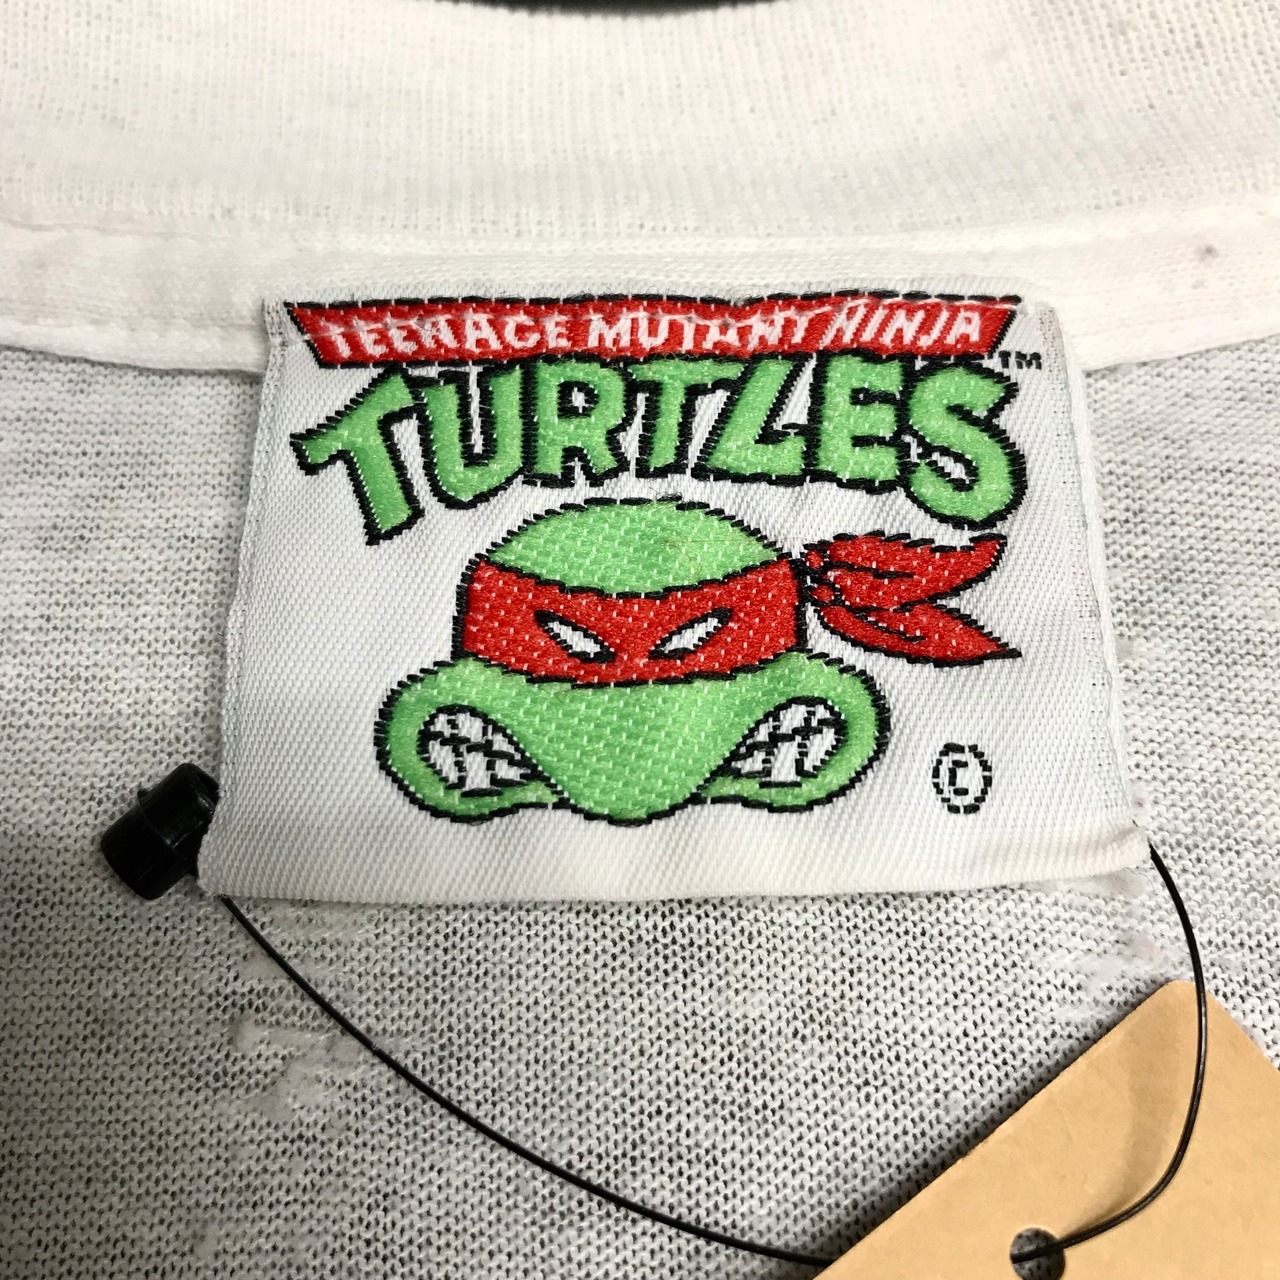 TEENAGE MUTANT NINJA
TURTLES™
©